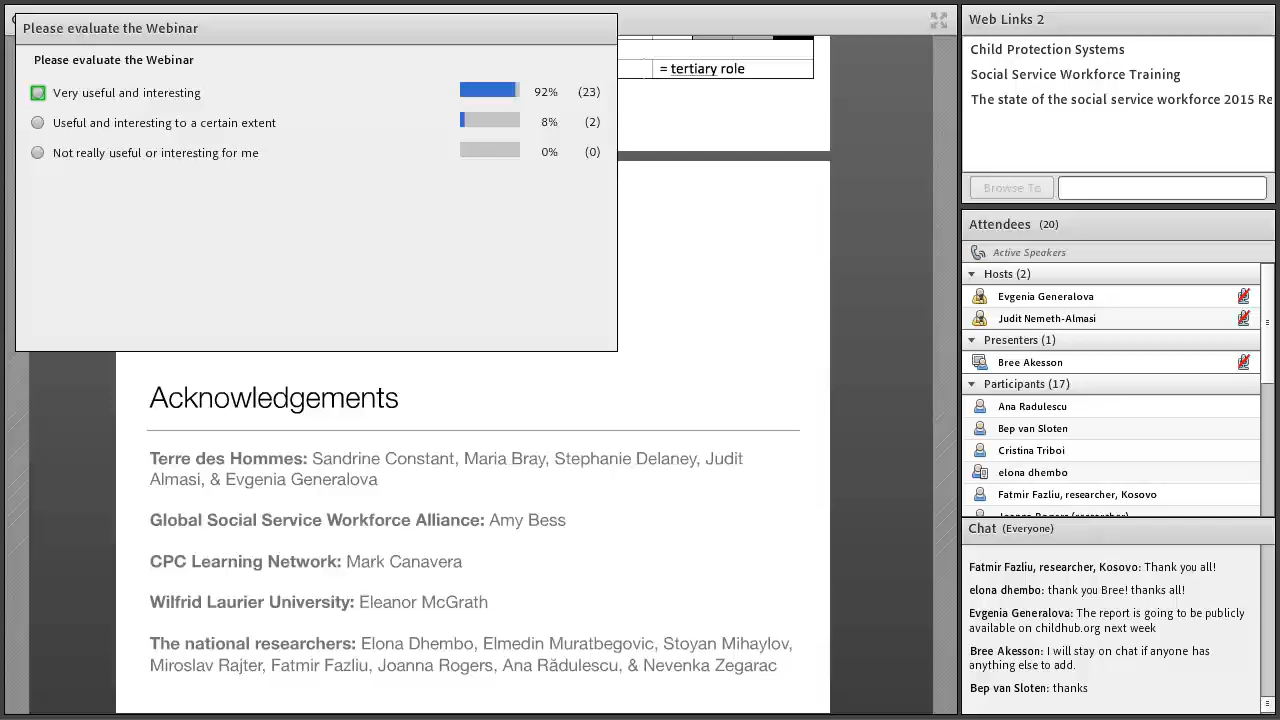 Please evaluate the Webinar
Please evaluate the Webinar
Very useful and interesting 92% (23)
Useful and interesting to a certain extent 8% (2)
Not really useful or interesting for me 0% (0)
= tertiary role
Acknowledgements
Terre des Hommes: Sandrine Constant, Maria Bray, Stephanie Delaney, Judit
Almasi, & Evgenia Generalova
Global Social Service Workforce Alliance: Amy Bess
CPC Learning Network: Mark Canavera
Wilfrid Laurier University: Eleanor McGrath
The national researchers: Elona Dhembo, Elmedin Muratbegovic, Stoyan Mihaylov,
Miroslav Rajter, Fatmir Fazliu, Joanna Rogers, Ana Rădulescu, & Nevenka Zegarac
Web Links 2
Child Protection Systems
Social Service Workforce Training
The state of the social service workforce 2015 Re
Browse To
Attendees (20)
Active Speakers
Hosts (2)
Evgenia Generalova
Judit Nemeth-Almasi
Presenters (1)
Bree Akesson
Participants (17)
Ana Radulescu
Bep van Sloten
Cristina Triboi
elona dhembo
Fatmir Fazliu, researcher, Kosovo
Chat (Everyone)
Fatmir Fazliu, researcher, Kosovo: Thank you all!
elona dhembo: thank you Bree! thanks all!
Evgenia Generalova: The report is going to be publicly
available on childhub.org next week
Bree Akesson: I will stay on chat if anyone has
anything else to add.
Bep van Sloten: thanks